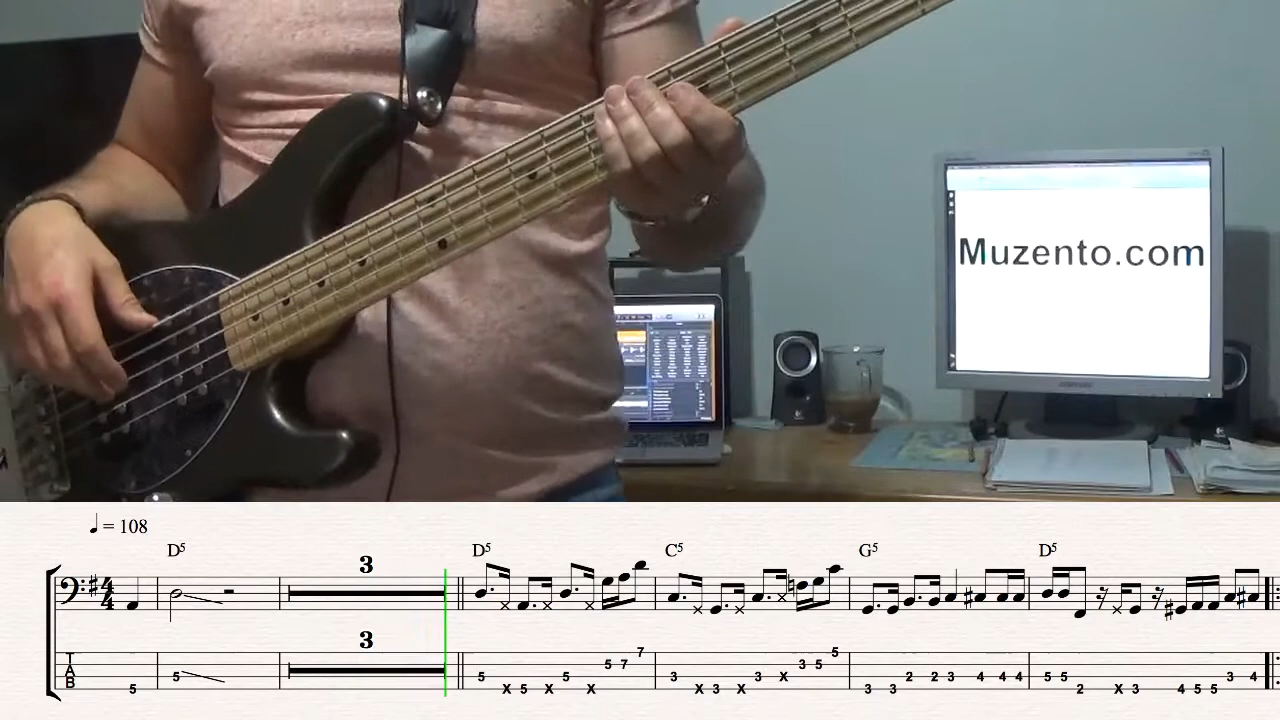 Muzento.com
♩ = 108
D5 3 D5 C5 G5 D5
4
4
3
T
A
B
5 5 5 X 5 X 5 X 5 7 7 3 X 3 X 3 X 3 5 5 3 3 2 2 3 4 4 4 5 5 2 X 3 4 5 5 3 4